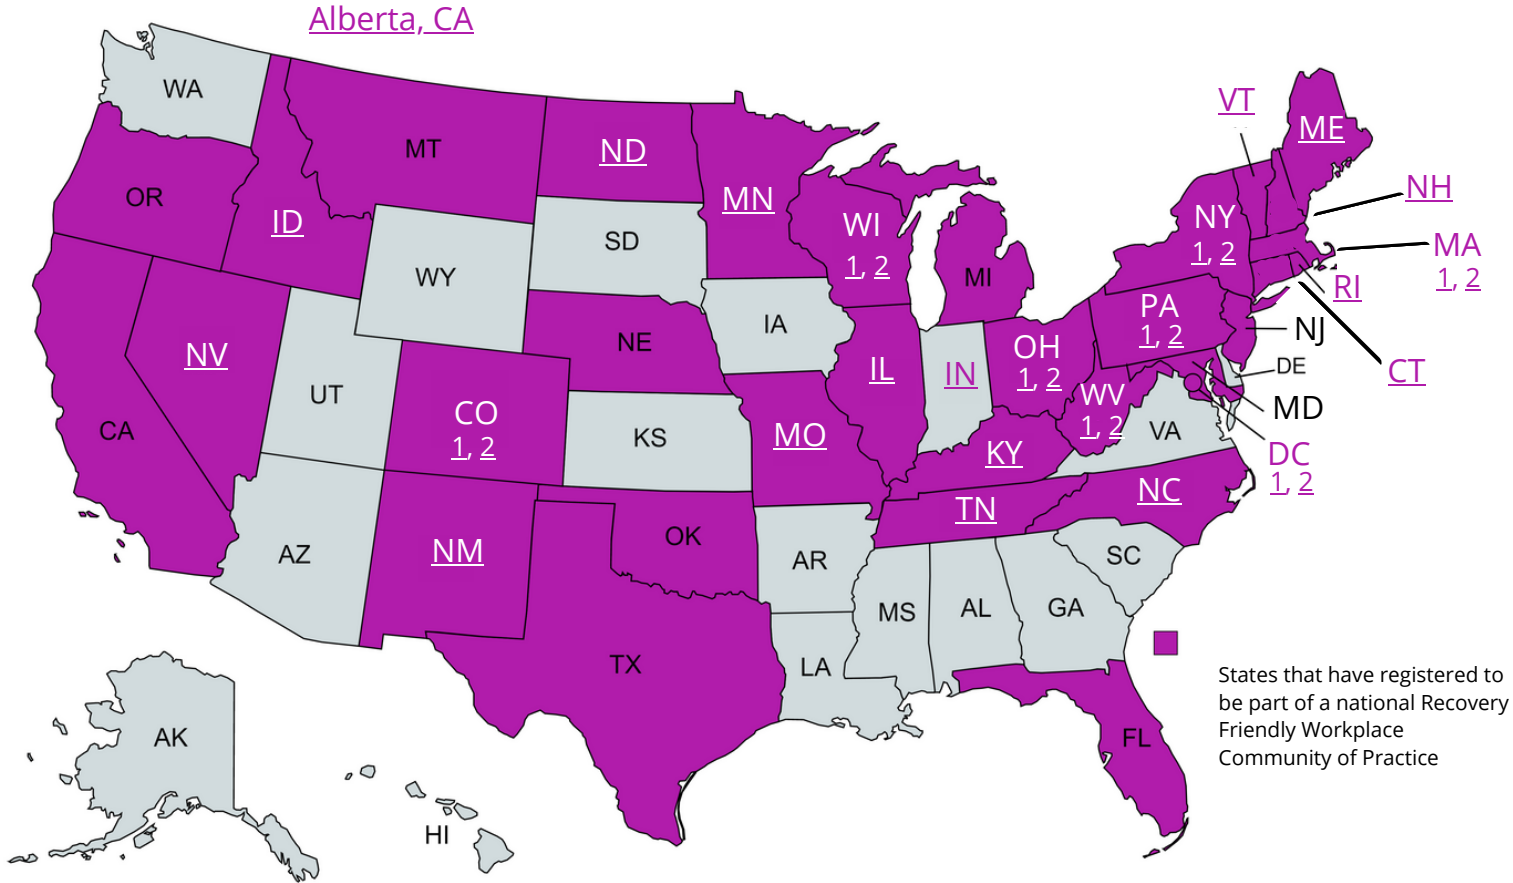 Alberta, CA
WA
VT
ME
MT
ND
OR
ID
MN
NH
WI
1, 2
NY
1, 2
SD
MA
1, 2
WY
MI
RI
PA
1, 2
IA
NJ
NE
OH
1, 2
NV
IL
IN
DE
CT
UT
WV
1, 2
MD
CO
1, 2
CA
KS
MO
VA
KY
DC
1, 2
NC
TN
OK
AZ
NM
AR
SC
MS
AL
GA
TX
LA
States that have registered to
be part of a national Recovery
Friendly Workplace
Community of Practice
AK
FL
HI